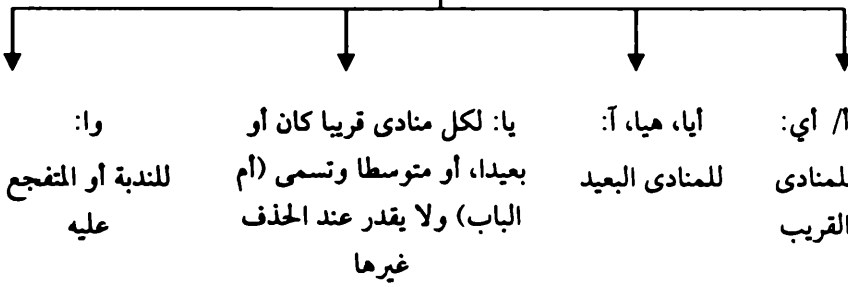 أ/ أي:
للمنادى
القريب
أيا، هيا، آ:
للمنادى البعيد
يا: لكل منادى قريبا كان أو
بعيدا، أو متوسطا وتسمى (أم
الباب) ولا يقدر عند الحذف
غيرها
وا:
للندبة أو المتفجع
عليه